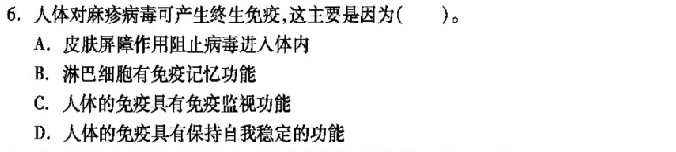 6. 人体对麻疹病毒可产生终生免疫,这主要是因为(　　)。
A. 皮肤屏障作用阻止病毒进人体内
B. 淋巴细胞有免疫记忆功能
C. 人体的免疫具有免疫监视功能
D. 人体的免疫具有保持自我稳定的功能